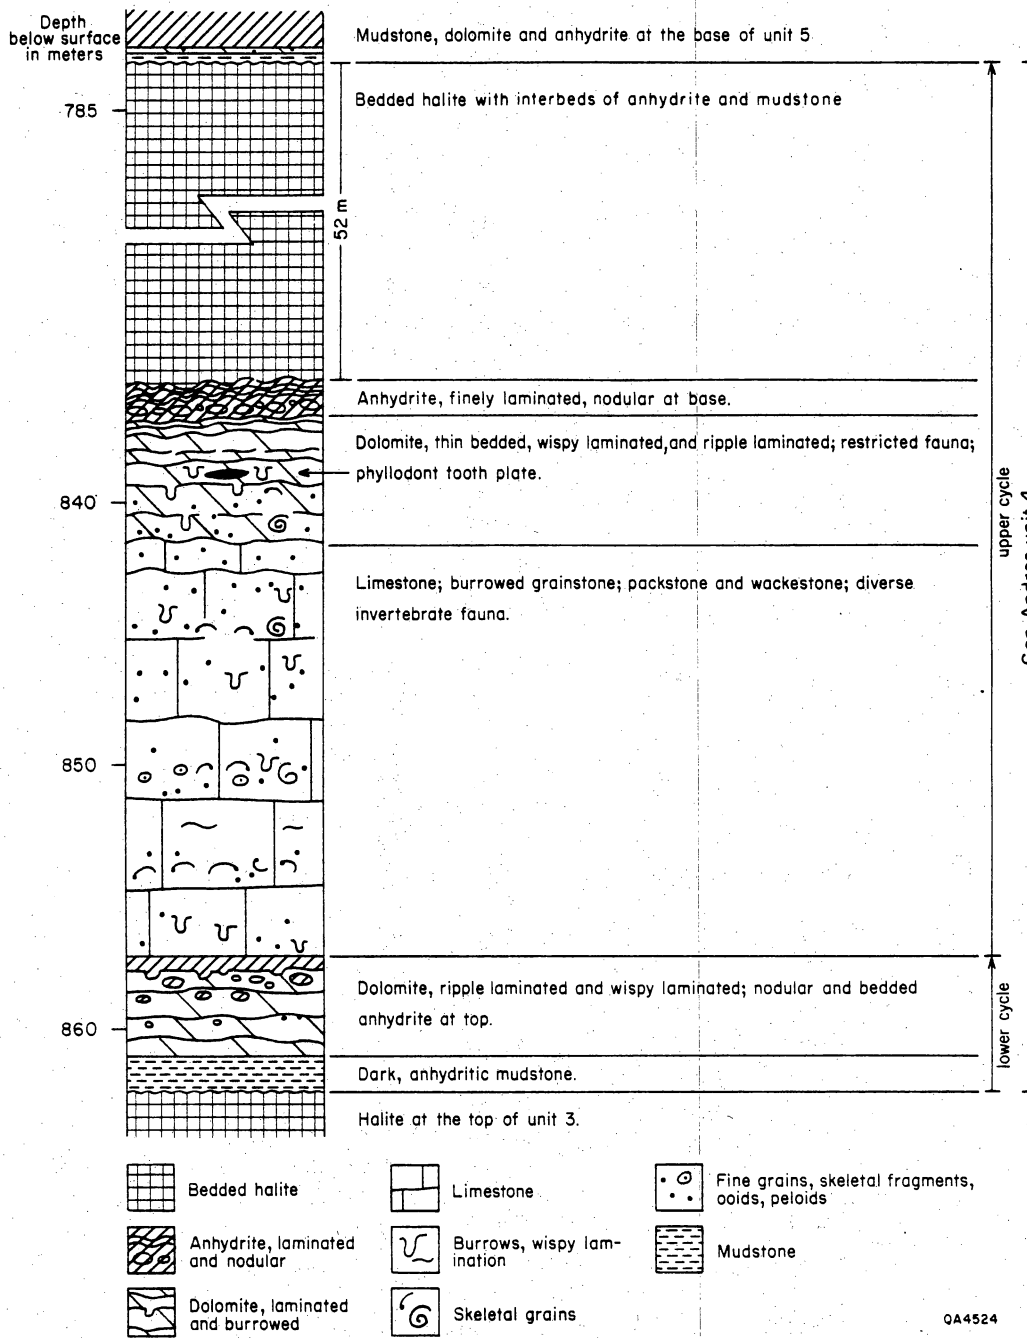 Depth
below surface
in meters
Mudstone, dolomite and anhydrite at the base of unit 5
785
Bedded halite with interbeds of anhydrite and mudstone
52 m
Anhydrite, finely laminated, nodular at base.
Dolomite, thin bedded, wispy laminated, and ripple laminated; restricted fauna;
phyllodont tooth plate.
840
upper cycle
Limestone; burrowed grainstone; packstone and wackestone; diverse
invertebrate fauna.
850
Dolomite, ripple laminated and wispy laminated; nodular and bedded
anhydrite at top.
860
lower cycle
Dark, anhydritic mudstone.
Halite at the top of unit 3.
Bedded halite
Limestone
Fine grains, skeletal fragments,
ooids, peloids
Anhydrite, laminated
and nodular
Burrows, wispy lam-
ination
Mudstone
Dolomite, laminated
and burrowed
Skeletal grains
QA4524